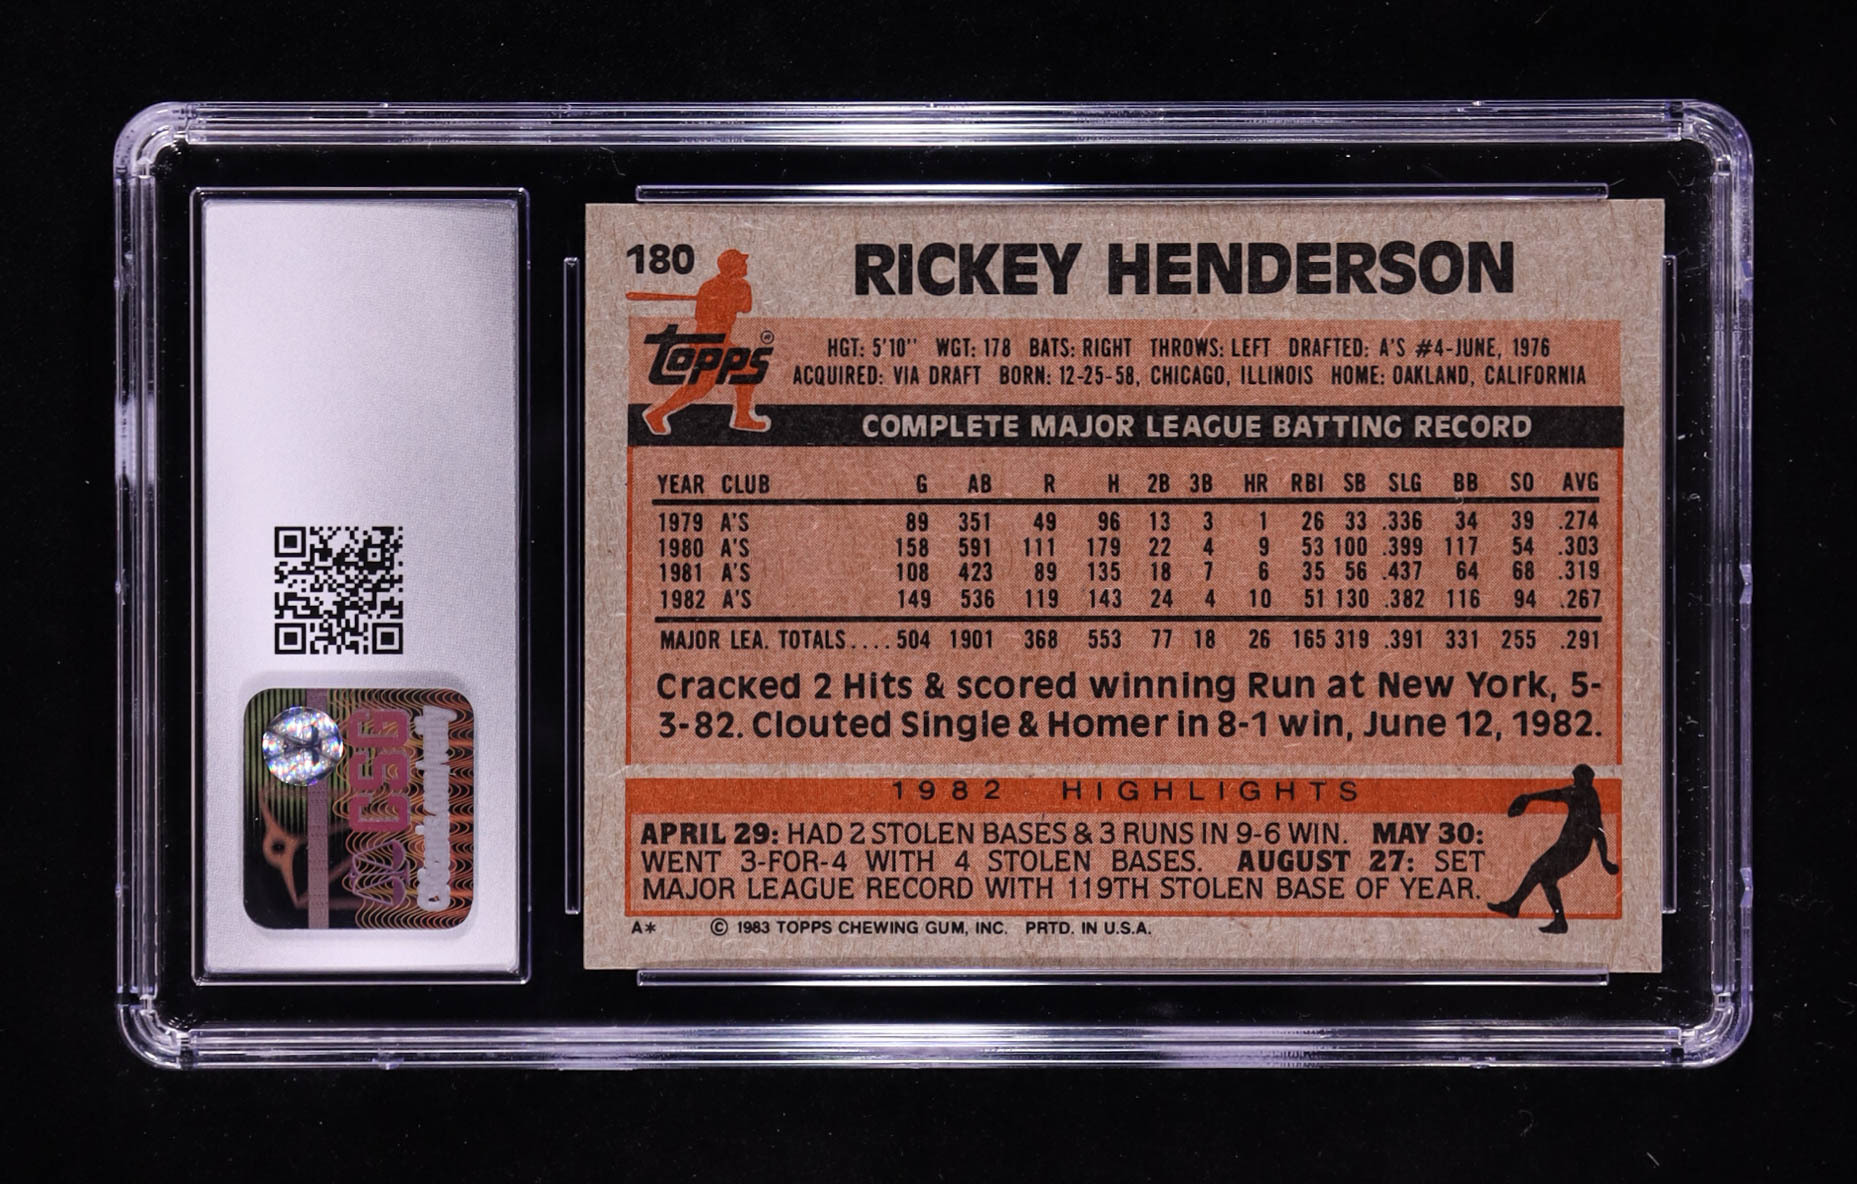 180
RICKEY HENDERSON
Topps®
HGT: 5'10'' WGT: 178 BATS: RIGHT THROWS: LEFT DRAFTED: A'S #4-JUNE, 1976
ACQUIRED: VIA DRAFT BORN: 12-25-58, CHICAGO, ILLINOIS HOME: OAKLAND, CALIFORNIA
COMPLETE MAJOR LEAGUE BATTING RECORD
YEAR CLUB G AB R H 2B 3B HR RBI SB SLG BB SO AVG
1979 A'S 89 351 49 96 13 3 1 26 33 .336 34 39 .274
1980 A'S 158 591 111 179 22 4 9 53 100 .399 117 54 .303
1981 A'S 108 423 89 135 18 7 6 35 56 .437 64 68 .319
1982 A'S 149 536 119 143 24 4 10 51 130 .382 116 94 .267
MAJOR LEA. TOTALS.... 504 1901 368 553 77 18 26 165 319 .391 331 255 .291
Cracked 2 Hits & scored winning Run at New York, 5-
3-82. Clouted Single & Homer in 8-1 win, June 12, 1982.
1982 HIGHLIGHTS
APRIL 29: HAD 2 STOLEN BASES & 3 RUNS IN 9-6 WIN. MAY 30:
WENT 3-FOR-4 WITH 4 STOLEN BASES. AUGUST 27: SET
MAJOR LEAGUE RECORD WITH 119TH STOLEN BASE OF YEAR.
A* © 1983 TOPPS CHEWING GUM, INC. PRTD. IN U.S.A.